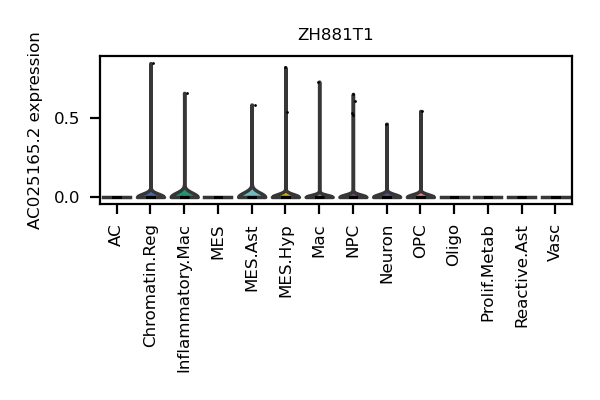 ZH881T1
AC025165.2 expression
0.5
0.0
AC
Chromatin.Reg
Inflammatory.Mac
MES
MES.Ast
MES.Hyp
Mac
NPC
Neuron
OPC
Oligo
Prolif.Metab
Reactive.Ast
Vasc